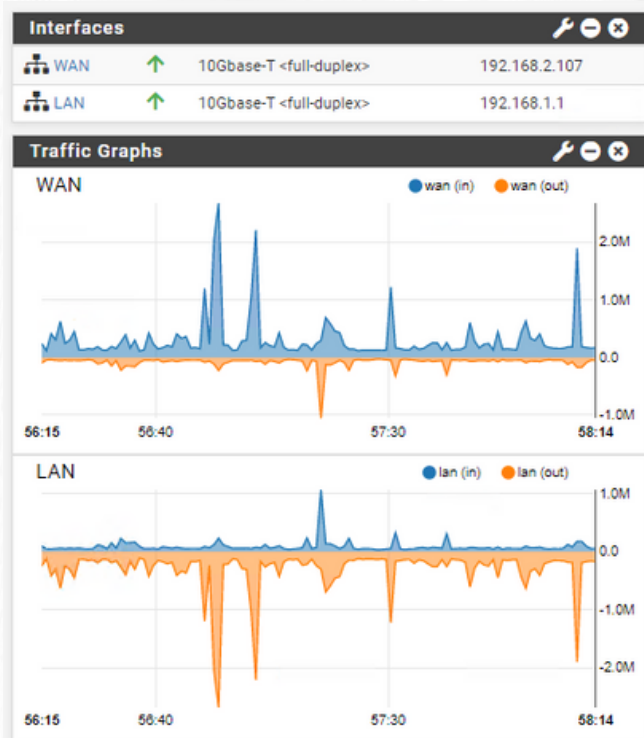 Interfaces
WAN 10Gbase-T <full-duplex> 192.168.2.107
LAN 10Gbase-T <full-duplex> 192.168.1.1
Traffic Graphs
WAN wan (in) wan (out)
2.0M
1.0M
0.0
-1.0M
56:15 56:40 57:30 58:14
LAN lan (in) lan (out)
1.0M
0.0
-1.0M
-2.0M
56:15 56:40 57:30 58:14